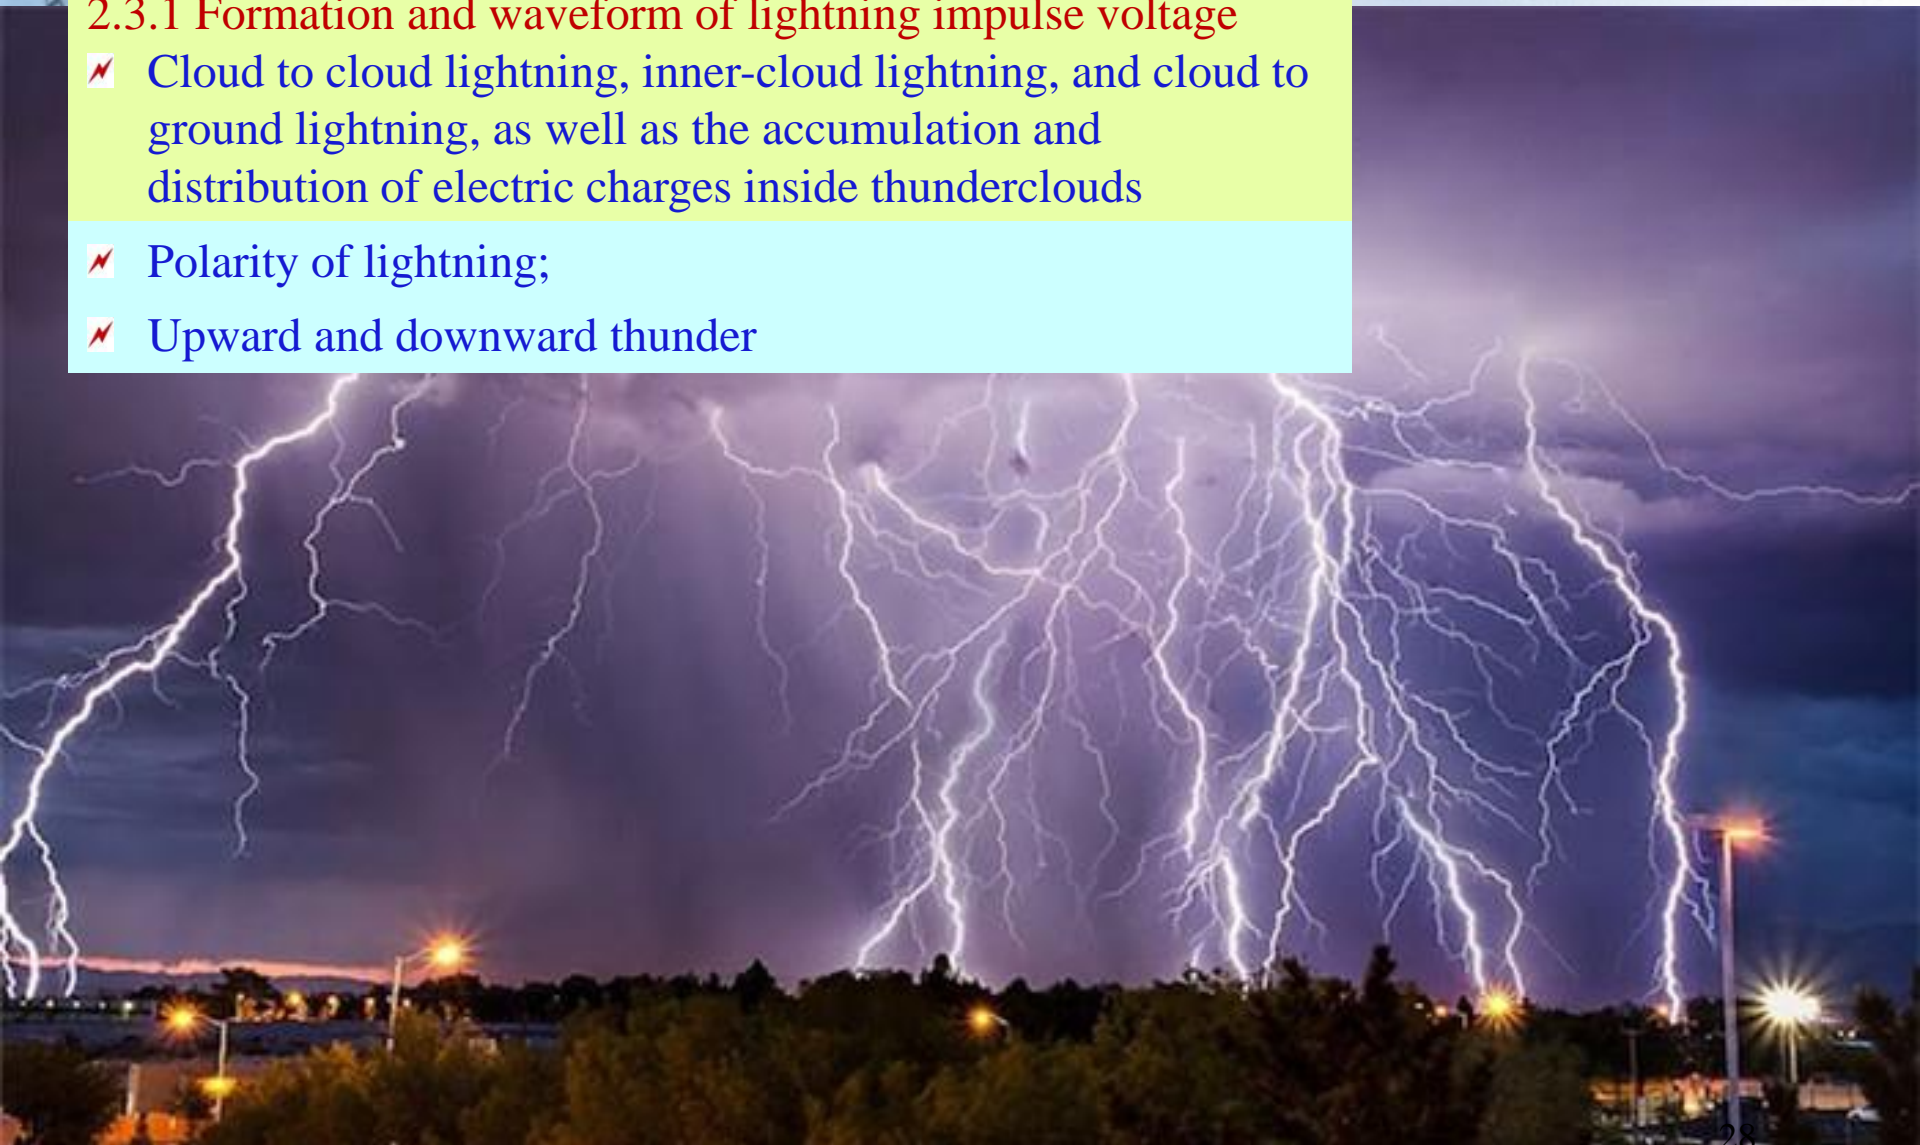 2.3.1 Formation and waveform of lightning impulse voltage
Cloud to cloud lightning, inner-cloud lightning, and cloud to
ground lightning, as well as the accumulation and
distribution of electric charges inside thunderclouds
Polarity of lightning;
Upward and downward thunder
28